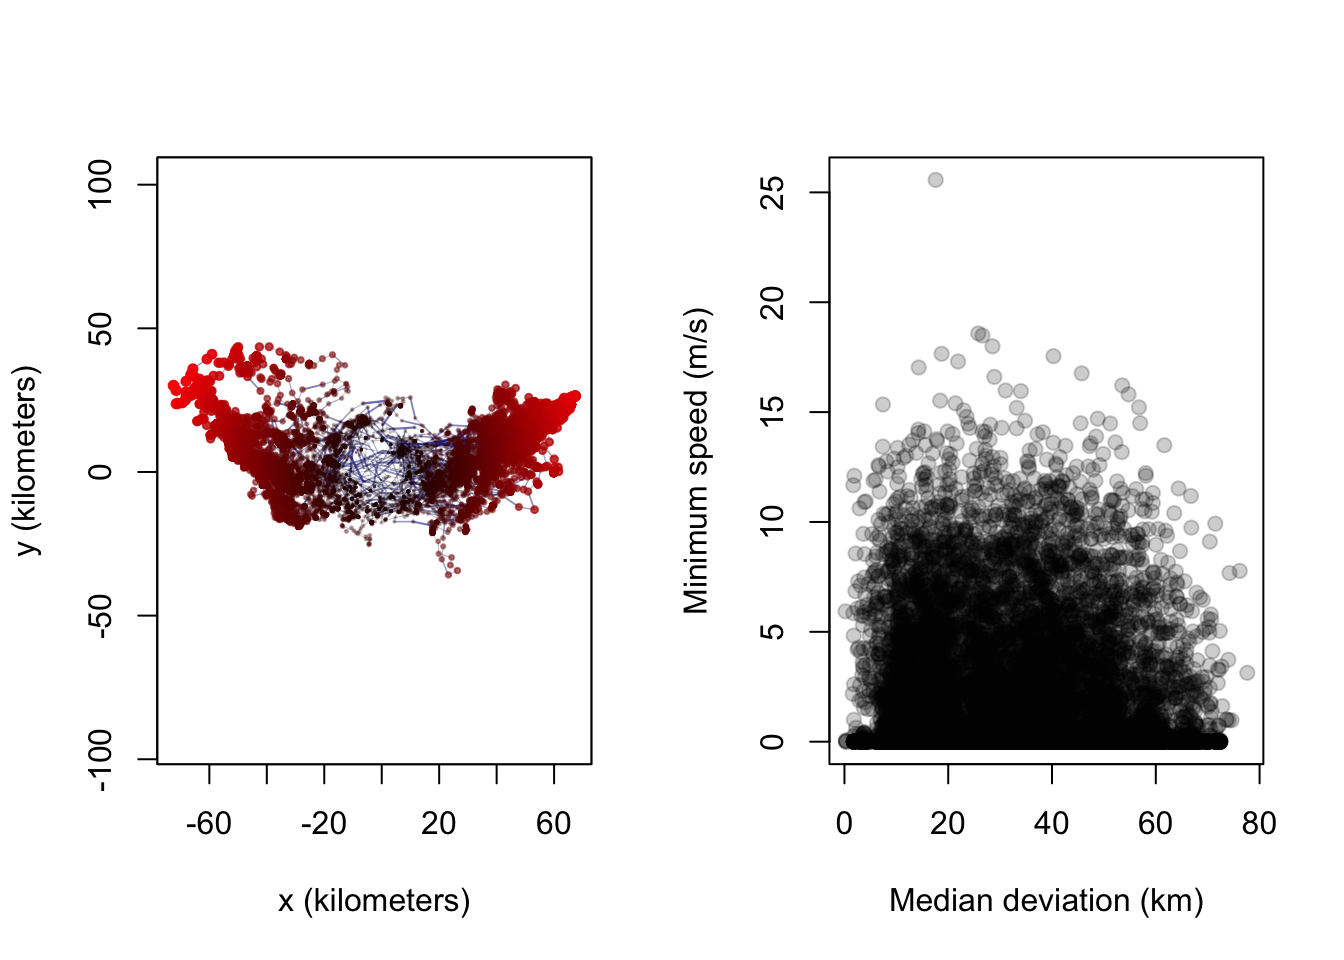 100
50
0
-50
-100
y (kilometers)
-60 -20 20 60
x (kilometers)
25
20
15
10
5
0
Minimum speed (m/s)
0 20 40 60 80
Median deviation (km)